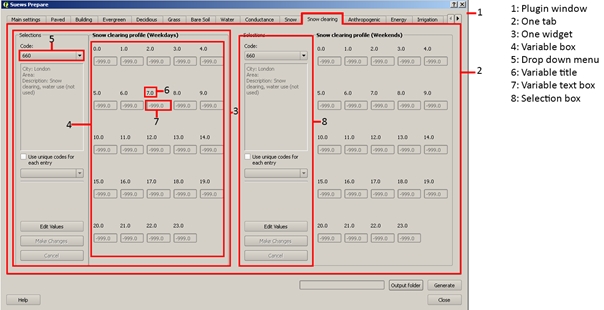 Suews Prepare
Main settings Paved Building Evergreen Decidious Grass Bare Soil Water Conductance Snow Snow clearing Anthropogenic Energy Irrigation
Selections
Code:
660
City: London
Area:
Description: Snow
clearing, water use (not
used)
Use unique codes for
each entry
Edit Values
Make Changes
Cancel
Snow clearing profile (Weekdays)
0.0 1.0 2.0 3.0 4.0
-999.0 -999.0 -999.0 -999.0 -999.0
5.0 6.0 7.0 8.0 9.0
-999.0 -999.0 -999.0 -999.0 -999.0
10.0 11.0 12.0 13.0 14.0
-999.0 -999.0 -999.0 -999.0 -999.0
15.0 16.0 17.0 18.0 19.0
-999.0 -999.0 -999.0 -999.0 -999.0
20.0 21.0 22.0 23.0
-999.0 -999.0 -999.0 -999.0
Selections
Code:
660
City: London
Area:
Description: Snow
clearing, water use (not
used)
Use unique codes for
each entry
Edit Values
Make Changes
Cancel
Snow clearing profile (Weekends)
0.0 1.0 2.0 3.0 4.0
-999.0 -999.0 -999.0 -999.0 -999.0
5.0 6.0 7.0 8.0 9.0
-999.0 -999.0 -999.0 -999.0 -999.0
10.0 11.0 12.0 13.0 14.0
-999.0 -999.0 -999.0 -999.0 -999.0
15.0 16.0 17.0 18.0 19.0
-999.0 -999.0 -999.0 -999.0 -999.0
20.0 21.0 22.0 23.0
-999.0 -999.0 -999.0 -999.0
Output folder Generate
Help Close
1
2
3
4
5
6
7
8
1: Plugin window
2: One tab
3: One widget
4: Variable box
5: Drop down menu
6: Variable title
7: Variable text box
8: Selection box